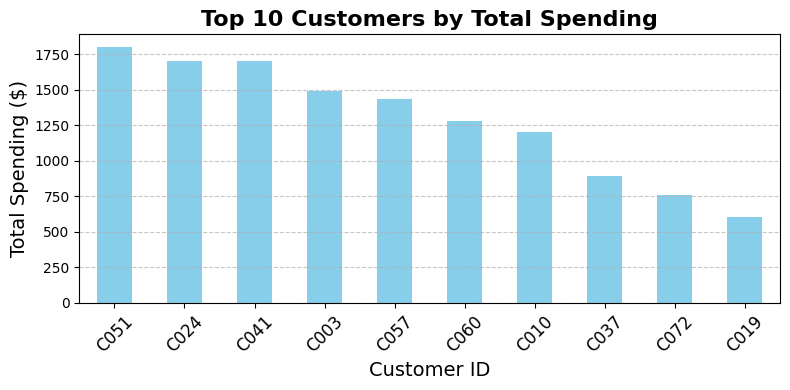 Top 10 Customers by Total Spending
Total Spending ($)
1750
1500
1250
1000
750
500
250
0
C051 C024 C041 C003 C057 C060 C010 C037 C072 C019
Customer ID